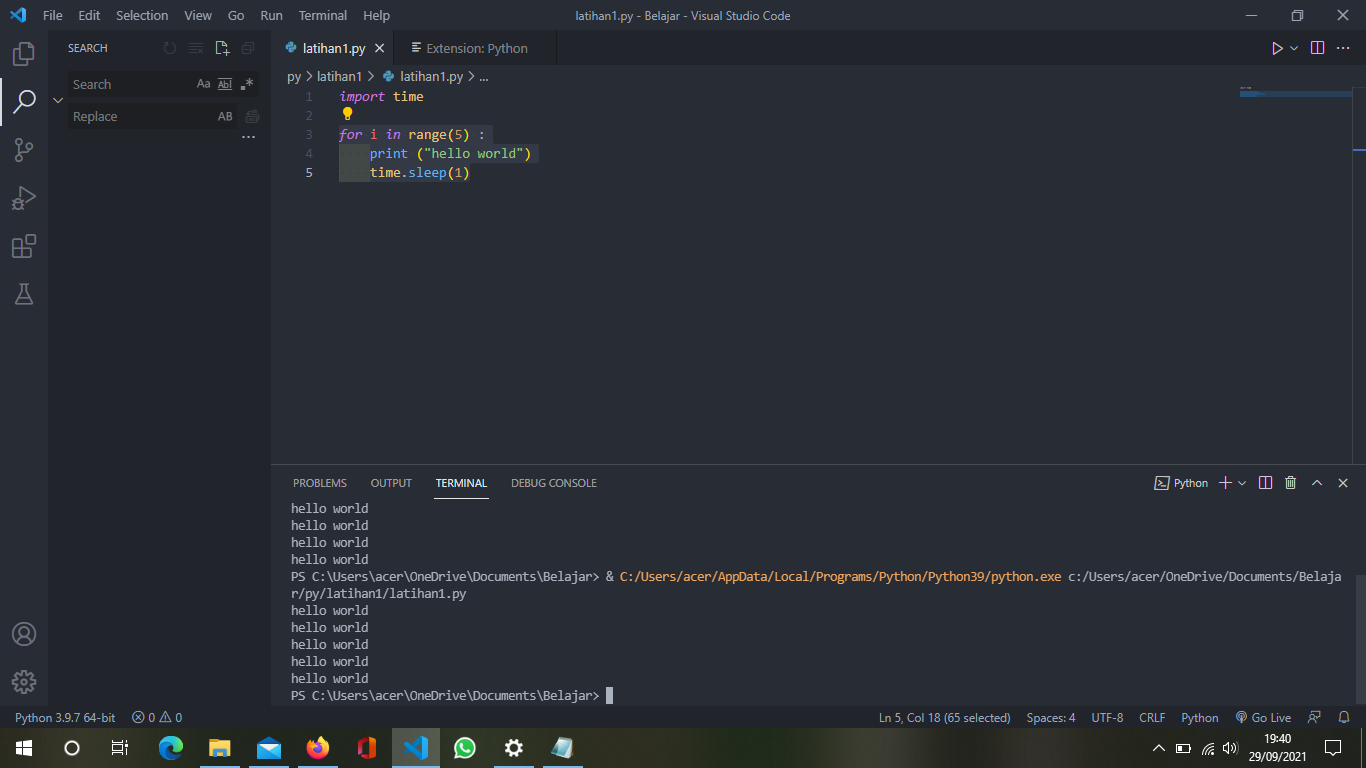 File Edit Selection View Go Run Terminal Help
latihan1.py - Belajar - Visual Studio Code
SEARCH
Search
Aa Abl .*
Replace
AB
...
latihan1.py
Extension: Python
py > latihan1 > latihan1.py > ...
1 import time
2
3 for i in range(5) :
4 print ("hello world")
5 time.sleep(1)
PROBLEMS OUTPUT TERMINAL DEBUG CONSOLE
Python
hello world
hello world
hello world
hello world
PS C:\Users\acer\OneDrive\Documents\Belajar> & C:/Users/acer/AppData/Local/Programs/Python/Python39/python.exe c:/Users/acer/OneDrive/Documents/Belaja
r/py/latihan1/latihan1.py
hello world
hello world
hello world
hello world
hello world
PS C:\Users\acer\OneDrive\Documents\Belajar>
Python 3.9.7 64-bit 0 0
Ln 5, Col 18 (65 selected) Spaces: 4 UTF-8 CRLF Python Go Live
19:40
29/09/2021